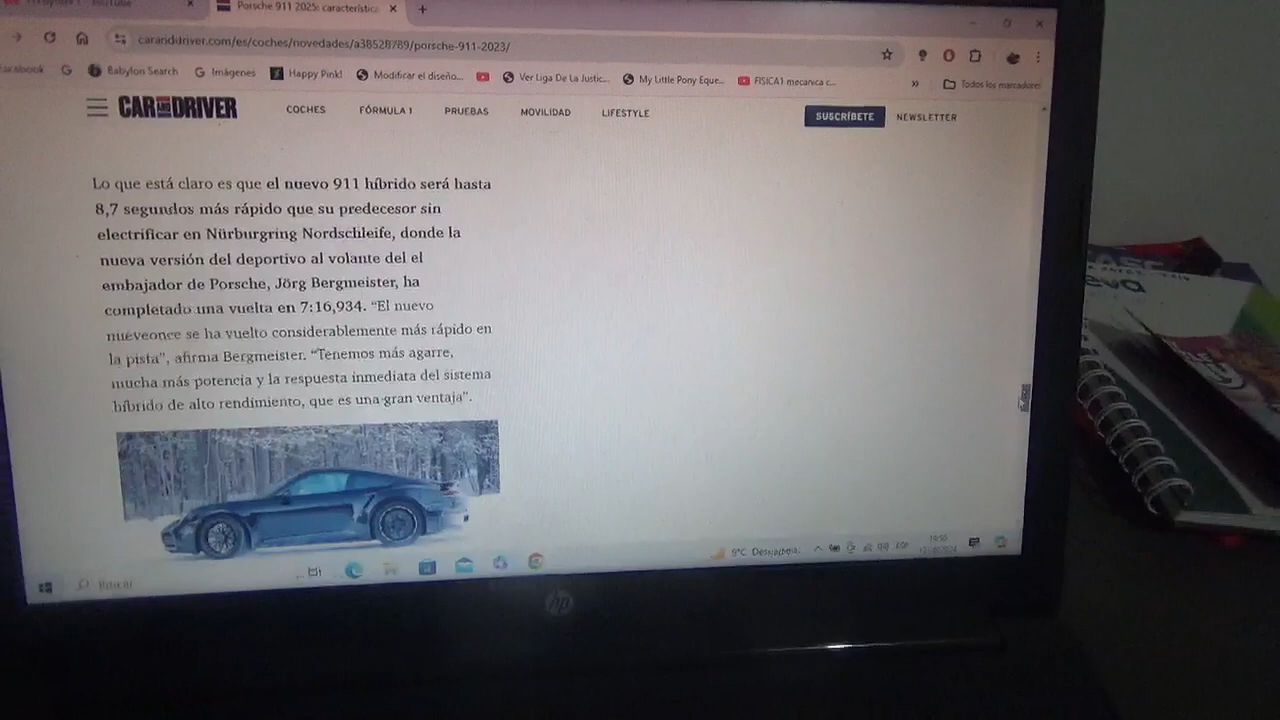 Porsche 911 2025: característic
cararddriver.com/es/coches/novedades/a38528789/porsche-911-2023/
Babylon Search
Imágenes
Happy Pink!
Modificar el diseño...
Ver Liga De La Justic...
My Little Pony Eque...
FISICA1 mecanica c...
»
Todos los marcadores
CAR AND DRIVER
COCHES
FÓRMULA 1
PRUEBAS
MOVILIDAD
LIFESTYLE
SUSCRÍBETE
NEWSLETTER
Lo que está claro es que el nuevo 911 híbrido será hasta
8,7 segundos más rápido que su predecesor sin
electrificar en Nürburgring Nordschleife, donde la
nueva versión del deportivo al volante del el
embajador de Porsche, Jörg Bergmeister, ha
completado una vuelta en 7:16,934. “El nuevo
nueveonce se ha vuelto considerablemente más rápido en
la pista”, afirma Bergmeister. “Tenemos más agarre,
mucha más potencia y la respuesta inmediata del sistema
híbrido de alto rendimiento, que es una gran ventaja”.
9°C
ESP
hp